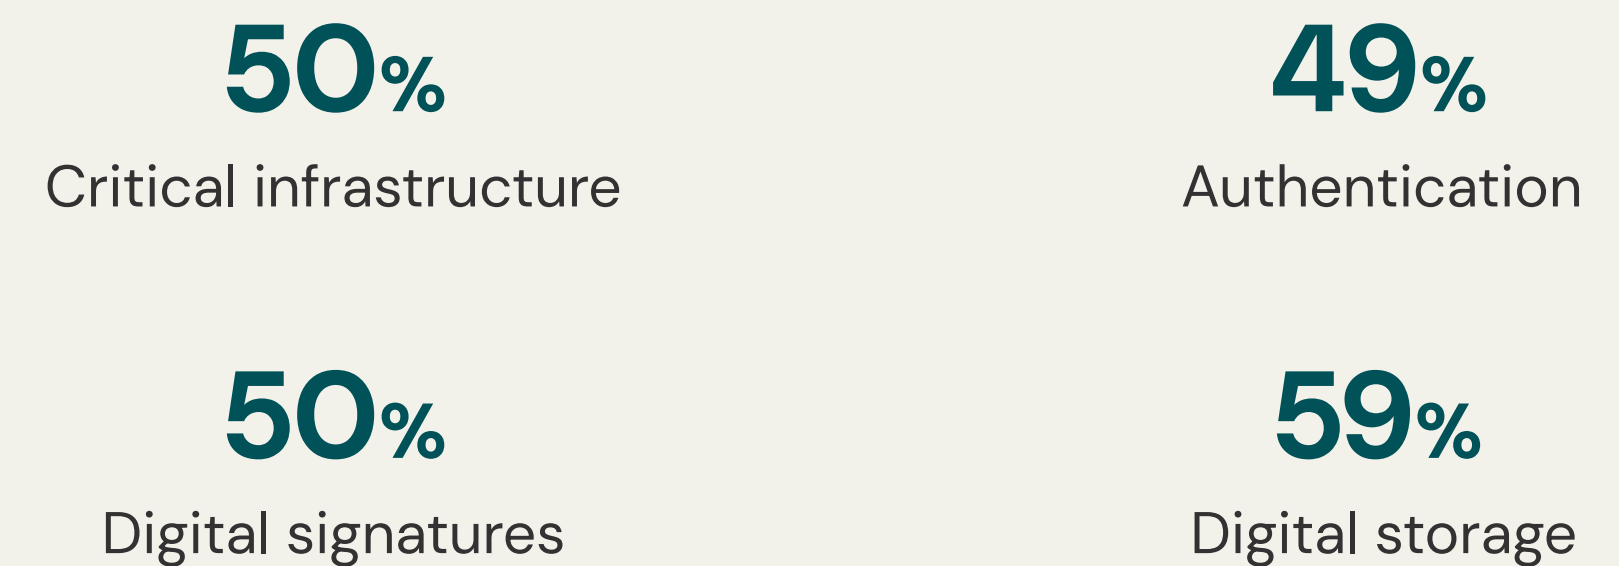 50%
Critical infrastructure
49%
Authentication
50%
Digital signatures
59%
Digital storage